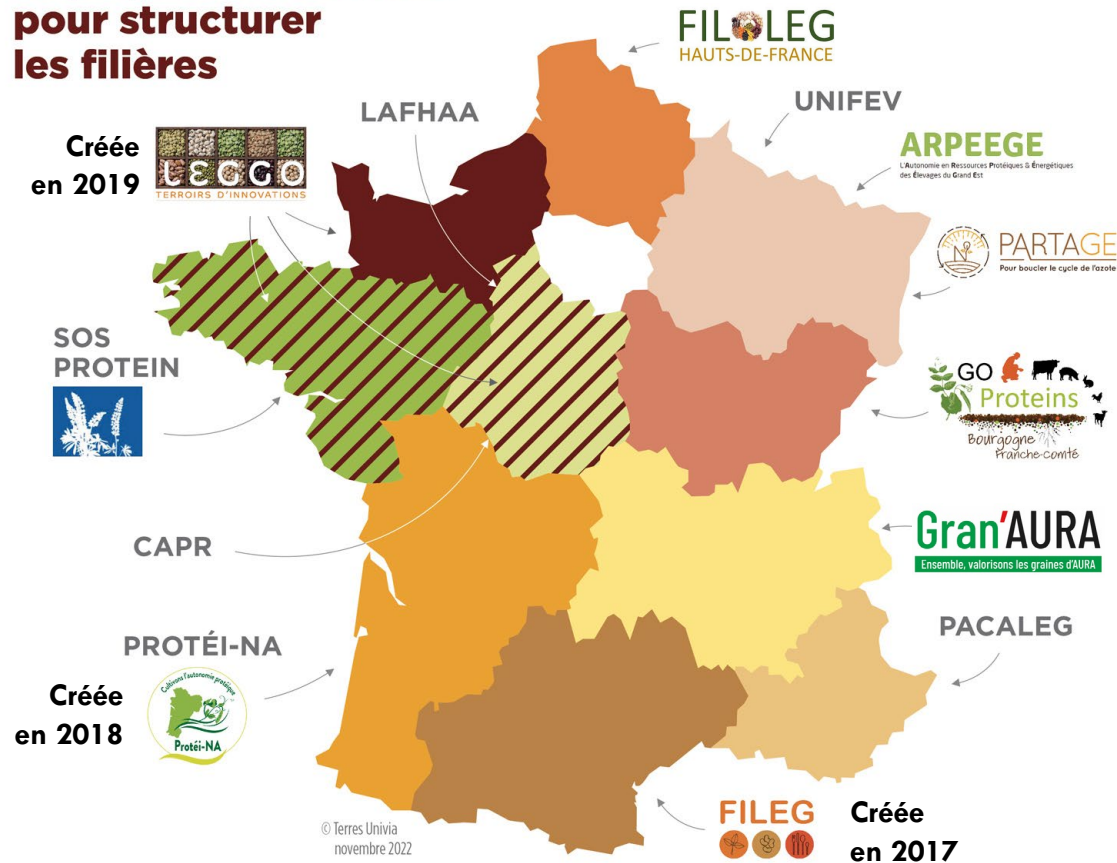 pour structurer
les filières
FILOLEG
HAUTS-DE-FRANCE
LAFHAA
UNIFEV
Créée
en 2019
LEGGO
TERROIRS D'INNOVATIONS
ARPEEGE
L'Autonomie en Ressources Protéiques & Énergétiques
des Élevages du Grand Est
PARTAGE
Pour boucler le cycle de l'azote
SOS
PROTEIN
GO
Proteins
Bourgogne
Franche-comté
CAPR
Gran'AURA
Ensemble, valorisons les graines d'AURA
PROTÉI-NA
PACALEG
Créée
en 2018
Cultivons l'autonomie protéique
Protéi-NA
© Terres Univia
novembre 2022
FILEG
Créée
en 2017